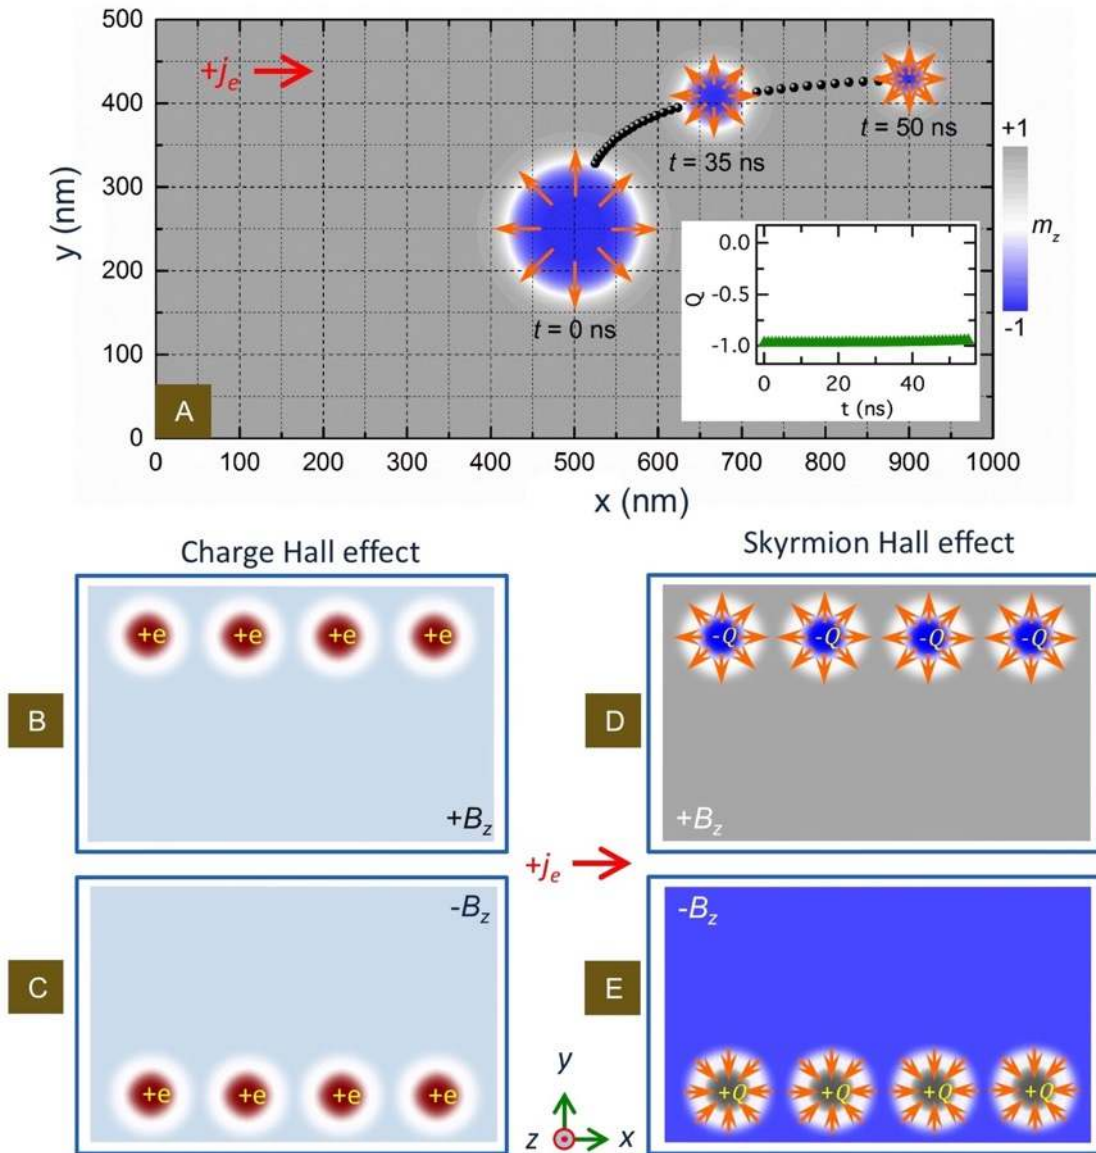 500
400
300
200
100
0
y (nm)
+jₑ
t = 0 ns
t = 35 ns
t = 50 ns
+1
m_z
-1
0.0
-0.5
-1.0
Q
0 20 40
t (ns)
A
0 100 200 300 400 500 600 700 800 900 1000
x (nm)
Charge Hall effect
Skyrmion Hall effect
+e +e +e +e
B
+B_z
-Q -Q -Q -Q
D
+B_z
+jₑ
-B_z
C
+e +e +e +e
-B_z
E
+Q +Q +Q +Q
y
z x